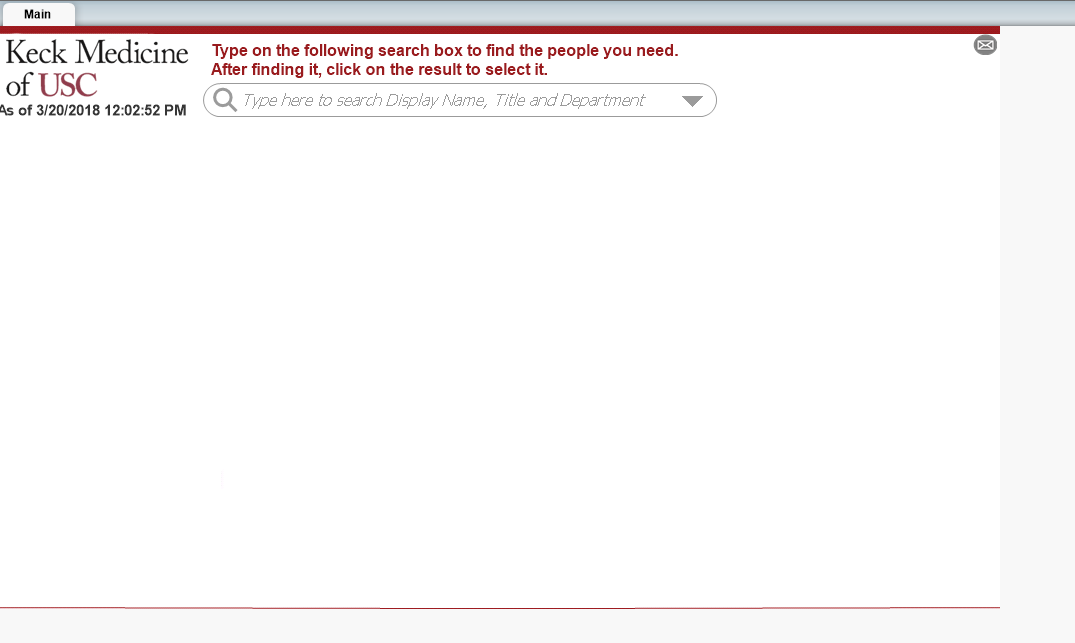 Main
Keck Medicine
of USC
As of 3/20/2018 12:02:52 PM
Type on the following search box to find the people you need.
After finding it, click on the result to select it.
Type here to search Display Name, Title and Department